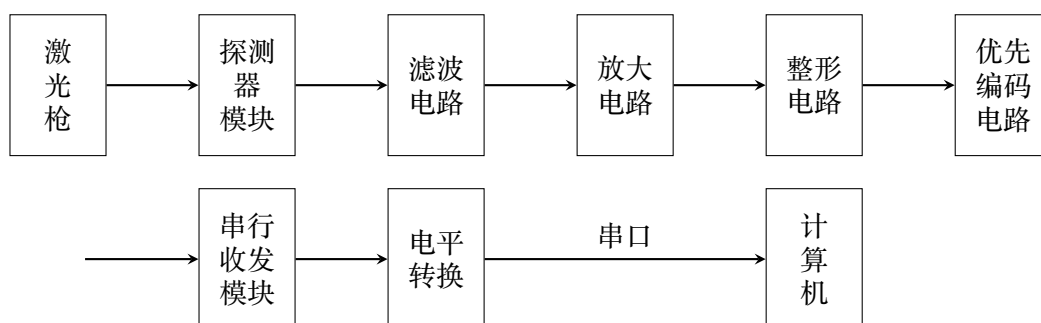 激
光
枪
探测
器
模块
滤波
电路
放大
电路
整形
电路
优先
编码
电路
串行
收发
模块
电平
转换
串口
计
算
机